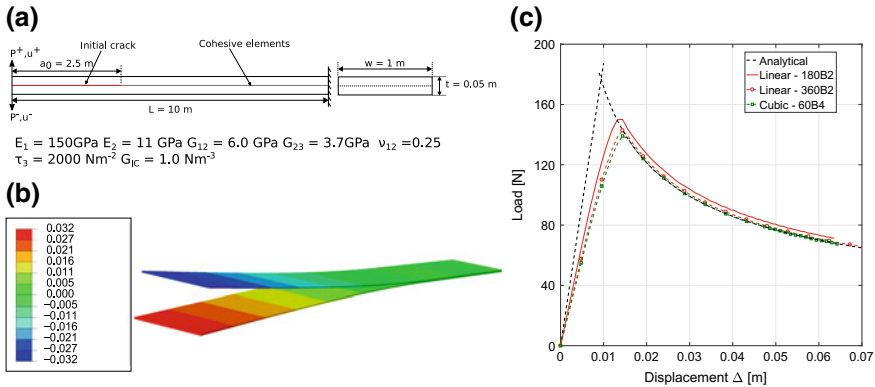 (a)
P⁺,u⁺
Initial crack
Cohesive elements
a₀ = 2.5 m
w = 1 m
t = 0.05 m
P⁻,u⁻
L = 10 m
E₁ = 150GPa E₂ = 11 GPa G₁₂ = 6.0 GPa G₂₃ = 3.7GPa ν₁₂ =0.25
τ₃ = 2000 Nm⁻² G_IC = 1.0 Nm⁻³
(b)
0.032
0.027
0.021
0.016
0.011
0.005
0.000
−0.005
−0.011
−0.016
−0.021
−0.027
−0.032
(c)
200
160
120
80
40
0
Load [N]
Analytical
Linear - 180B2
Linear - 360B2
Cubic - 60B4
0 0.01 0.02 0.03 0.04 0.05 0.06 0.07
Displacement Δ [m]